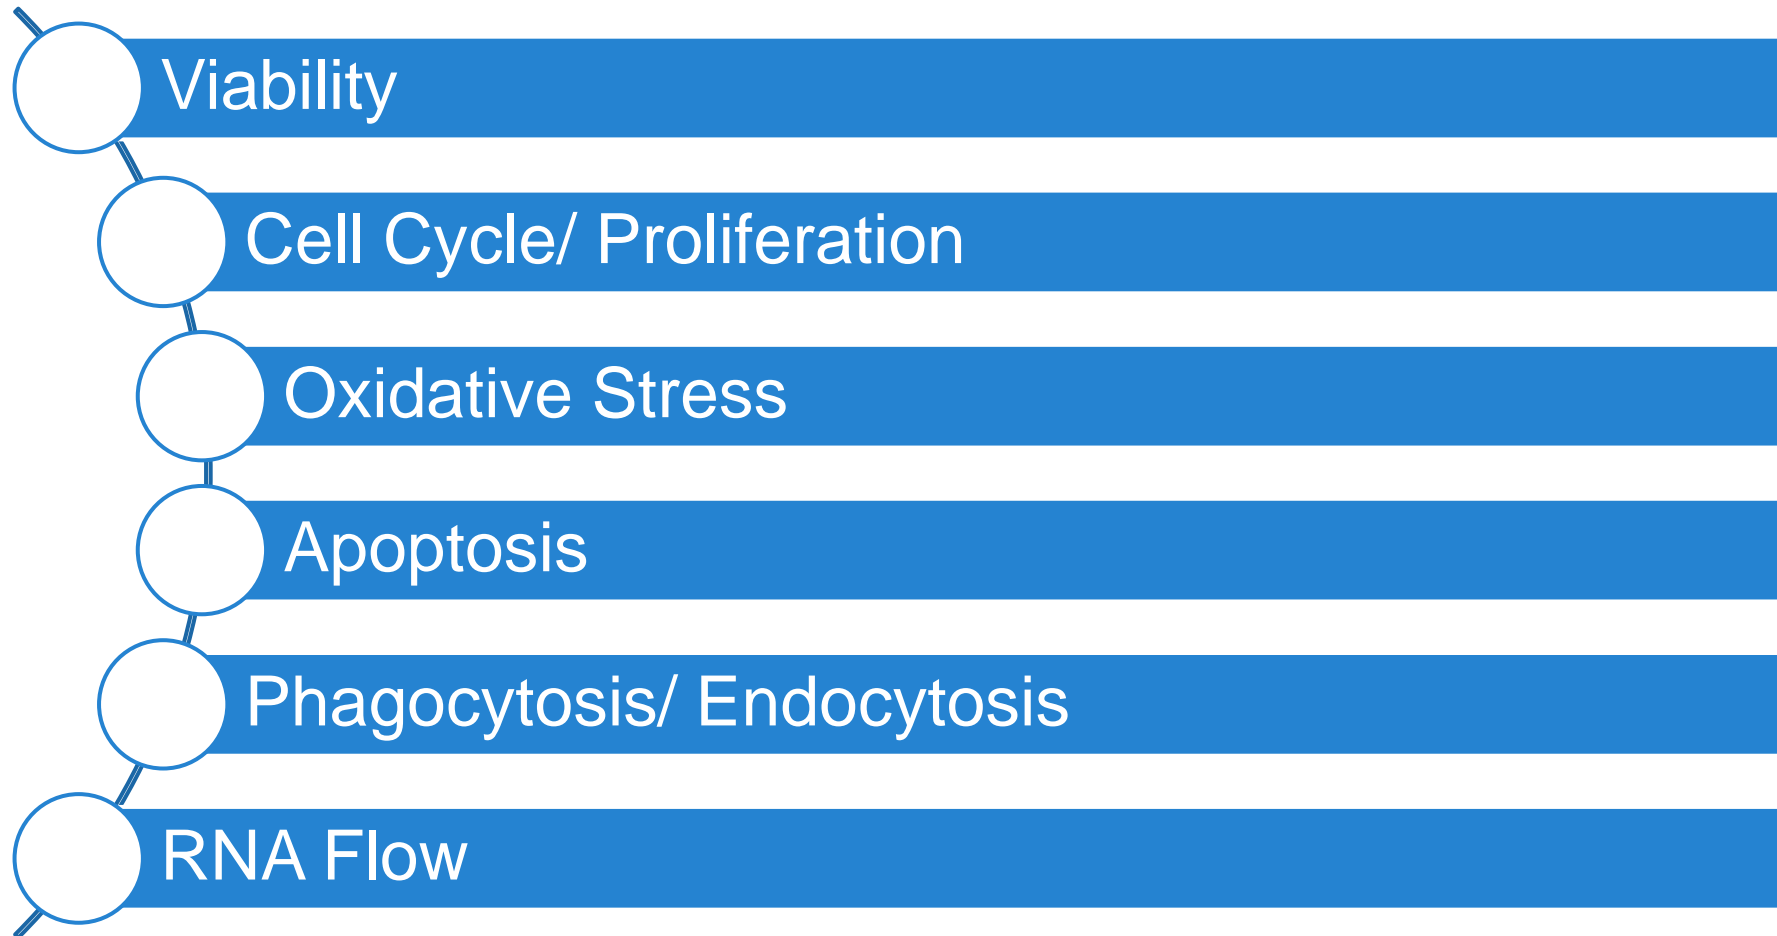 Viability
Cell Cycle/ Proliferation
Oxidative Stress
Apoptosis
Phagocytosis/ Endocytosis
RNA Flow